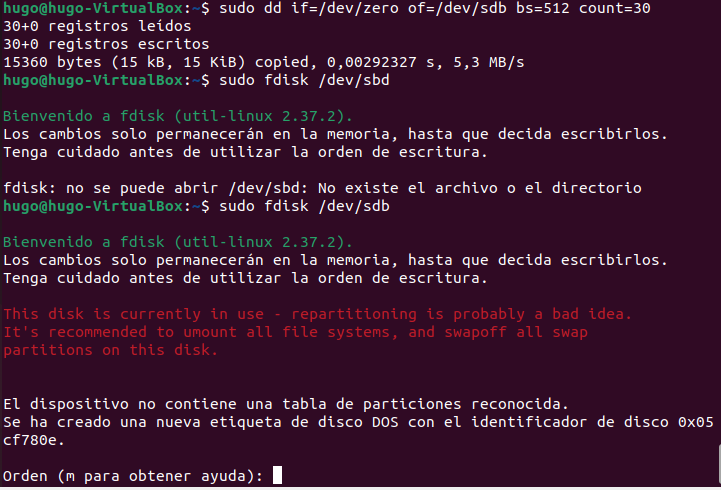 hugo@hugo-VirtualBox:~$ sudo dd if=/dev/zero of=/dev/sdb bs=512 count=30
30+0 registros leídos
30+0 registros escritos
15360 bytes (15 kB, 15 KiB) copied, 0,00292327 s, 5,3 MB/s
hugo@hugo-VirtualBox:~$ sudo fdisk /dev/sbd
Bienvenido a fdisk (util-linux 2.37.2).
Los cambios solo permanecerán en la memoria, hasta que decida escribirlos.
Tenga cuidado antes de utilizar la orden de escritura.
fdisk: no se puede abrir /dev/sbd: No existe el archivo o el directorio
hugo@hugo-VirtualBox:~$ sudo fdisk /dev/sdb
Bienvenido a fdisk (util-linux 2.37.2).
Los cambios solo permanecerán en la memoria, hasta que decida escribirlos.
Tenga cuidado antes de utilizar la orden de escritura.
This disk is currently in use - repartitioning is probably a bad idea.
It's recommended to umount all file systems, and swapoff all swap
partitions on this disk.
El dispositivo no contiene una tabla de particiones reconocida.
Se ha creado una nueva etiqueta de disco DOS con el identificador de disco 0x05
cf780e.
Orden (m para obtener ayuda):